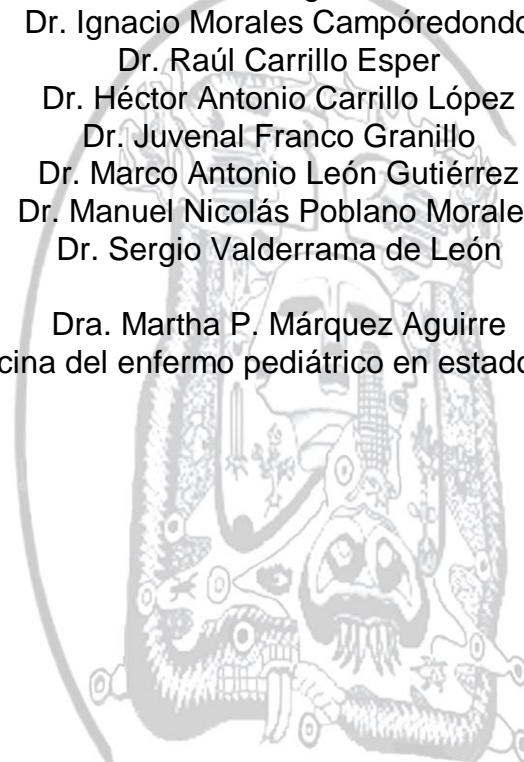 Dr. Ignacio Morales Campóredondo
Dr. Raúl Carrillo Esper
Dr. Héctor Antonio Carrillo López
Dr. Juvenal Franco Granillo
Dr. Marco Antonio León Gutiérrez
Dr. Manuel Nicolás Poblano Morale
Dr. Sergio Valderrama de León
Dra. Martha P. Márquez Aguirre
cina del enfermo pediátrico en estado